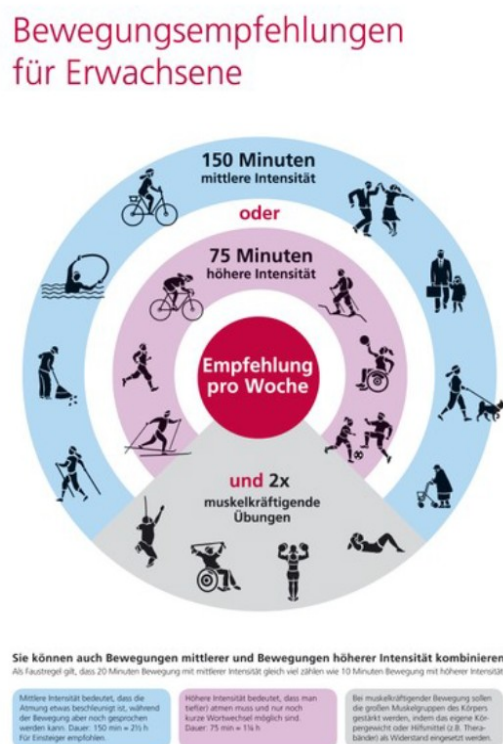 Bewegungsempfehlungen
für Erwachsene
150 Minuten
mittlere Intensität
oder
75 Minuten
höhere Intensität
Empfehlung
pro Woche
und 2x
muskelkräftigende
Übungen
Sie können auch Bewegungen mittlerer und Bewegungen höherer Intensität kombinieren
Als Faustregel gilt, dass 20 Minuten Bewegung mit mittlerer Intensität gleich viel zählen wie 10 Minuten Bewegung mit höherer Intensität
Mittlere Intensität bedeutet, dass die
Atmung etwas beschleunigt ist, während
der Bewegung aber noch gesprochen
werden kann. Dauer: 150 min = 2½ h
Für Einsteiger empfohlen.
Höhere Intensität bedeutet, dass man
tief(er) atmen muss und nur noch
kurze Wortwechsel möglich sind.
Dauer: 75 min = 1¼ h
Bei muskelkräftigender Bewegung sollen
die großen Muskelgruppen des Körpers
gestärkt werden, indem das eigene Kör-
pergewicht oder Hilfsmittel (z.B. Thera-
bänder) als Widerstand eingesetzt werden.